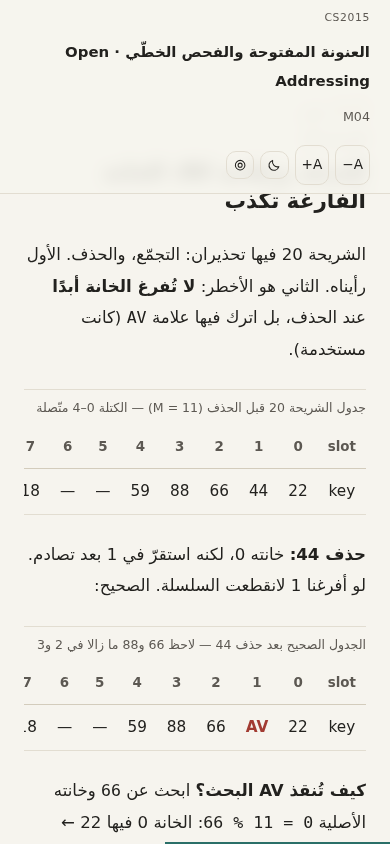 CS2015
العنونة المفتوحة والفحص الخطّي · Open
Addressing
M04
A−
A+
الفارغة تكذب
الشريحة 20 فيها تحذيران: التجمّع، والحذف. الأول
رأيناه. الثاني هو الأخطر: لا تُفرغ الخانة أبدًا
عند الحذف، بل اترك فيها علامة AV (كانت
مستخدمة).
جدول الشريحة 20 قبل الحذف (M = 11) — الكتلة 0–4 متّصلة
slot 0 1 2 3 4 5 6 7
key 22 44 66 88 59 — — 18
حذف 44: خانته 0، لكنه استقرّ في 1 بعد تصادم.
لو أفرغنا 1 لانقطعت السلسلة. الصحيح:
الجدول الصحيح بعد حذف 44 — لاحظ 66 و88 ما زالا في 2 و3
slot 0 1 2 3 4 5 6 7
key 22 AV 66 88 59 — — .8
كيف تُنقذ AV البحث؟ ابحث عن 66 وخانته
الأصلية 66 % 11 = 0: الخانة 0 فيها 22 ←